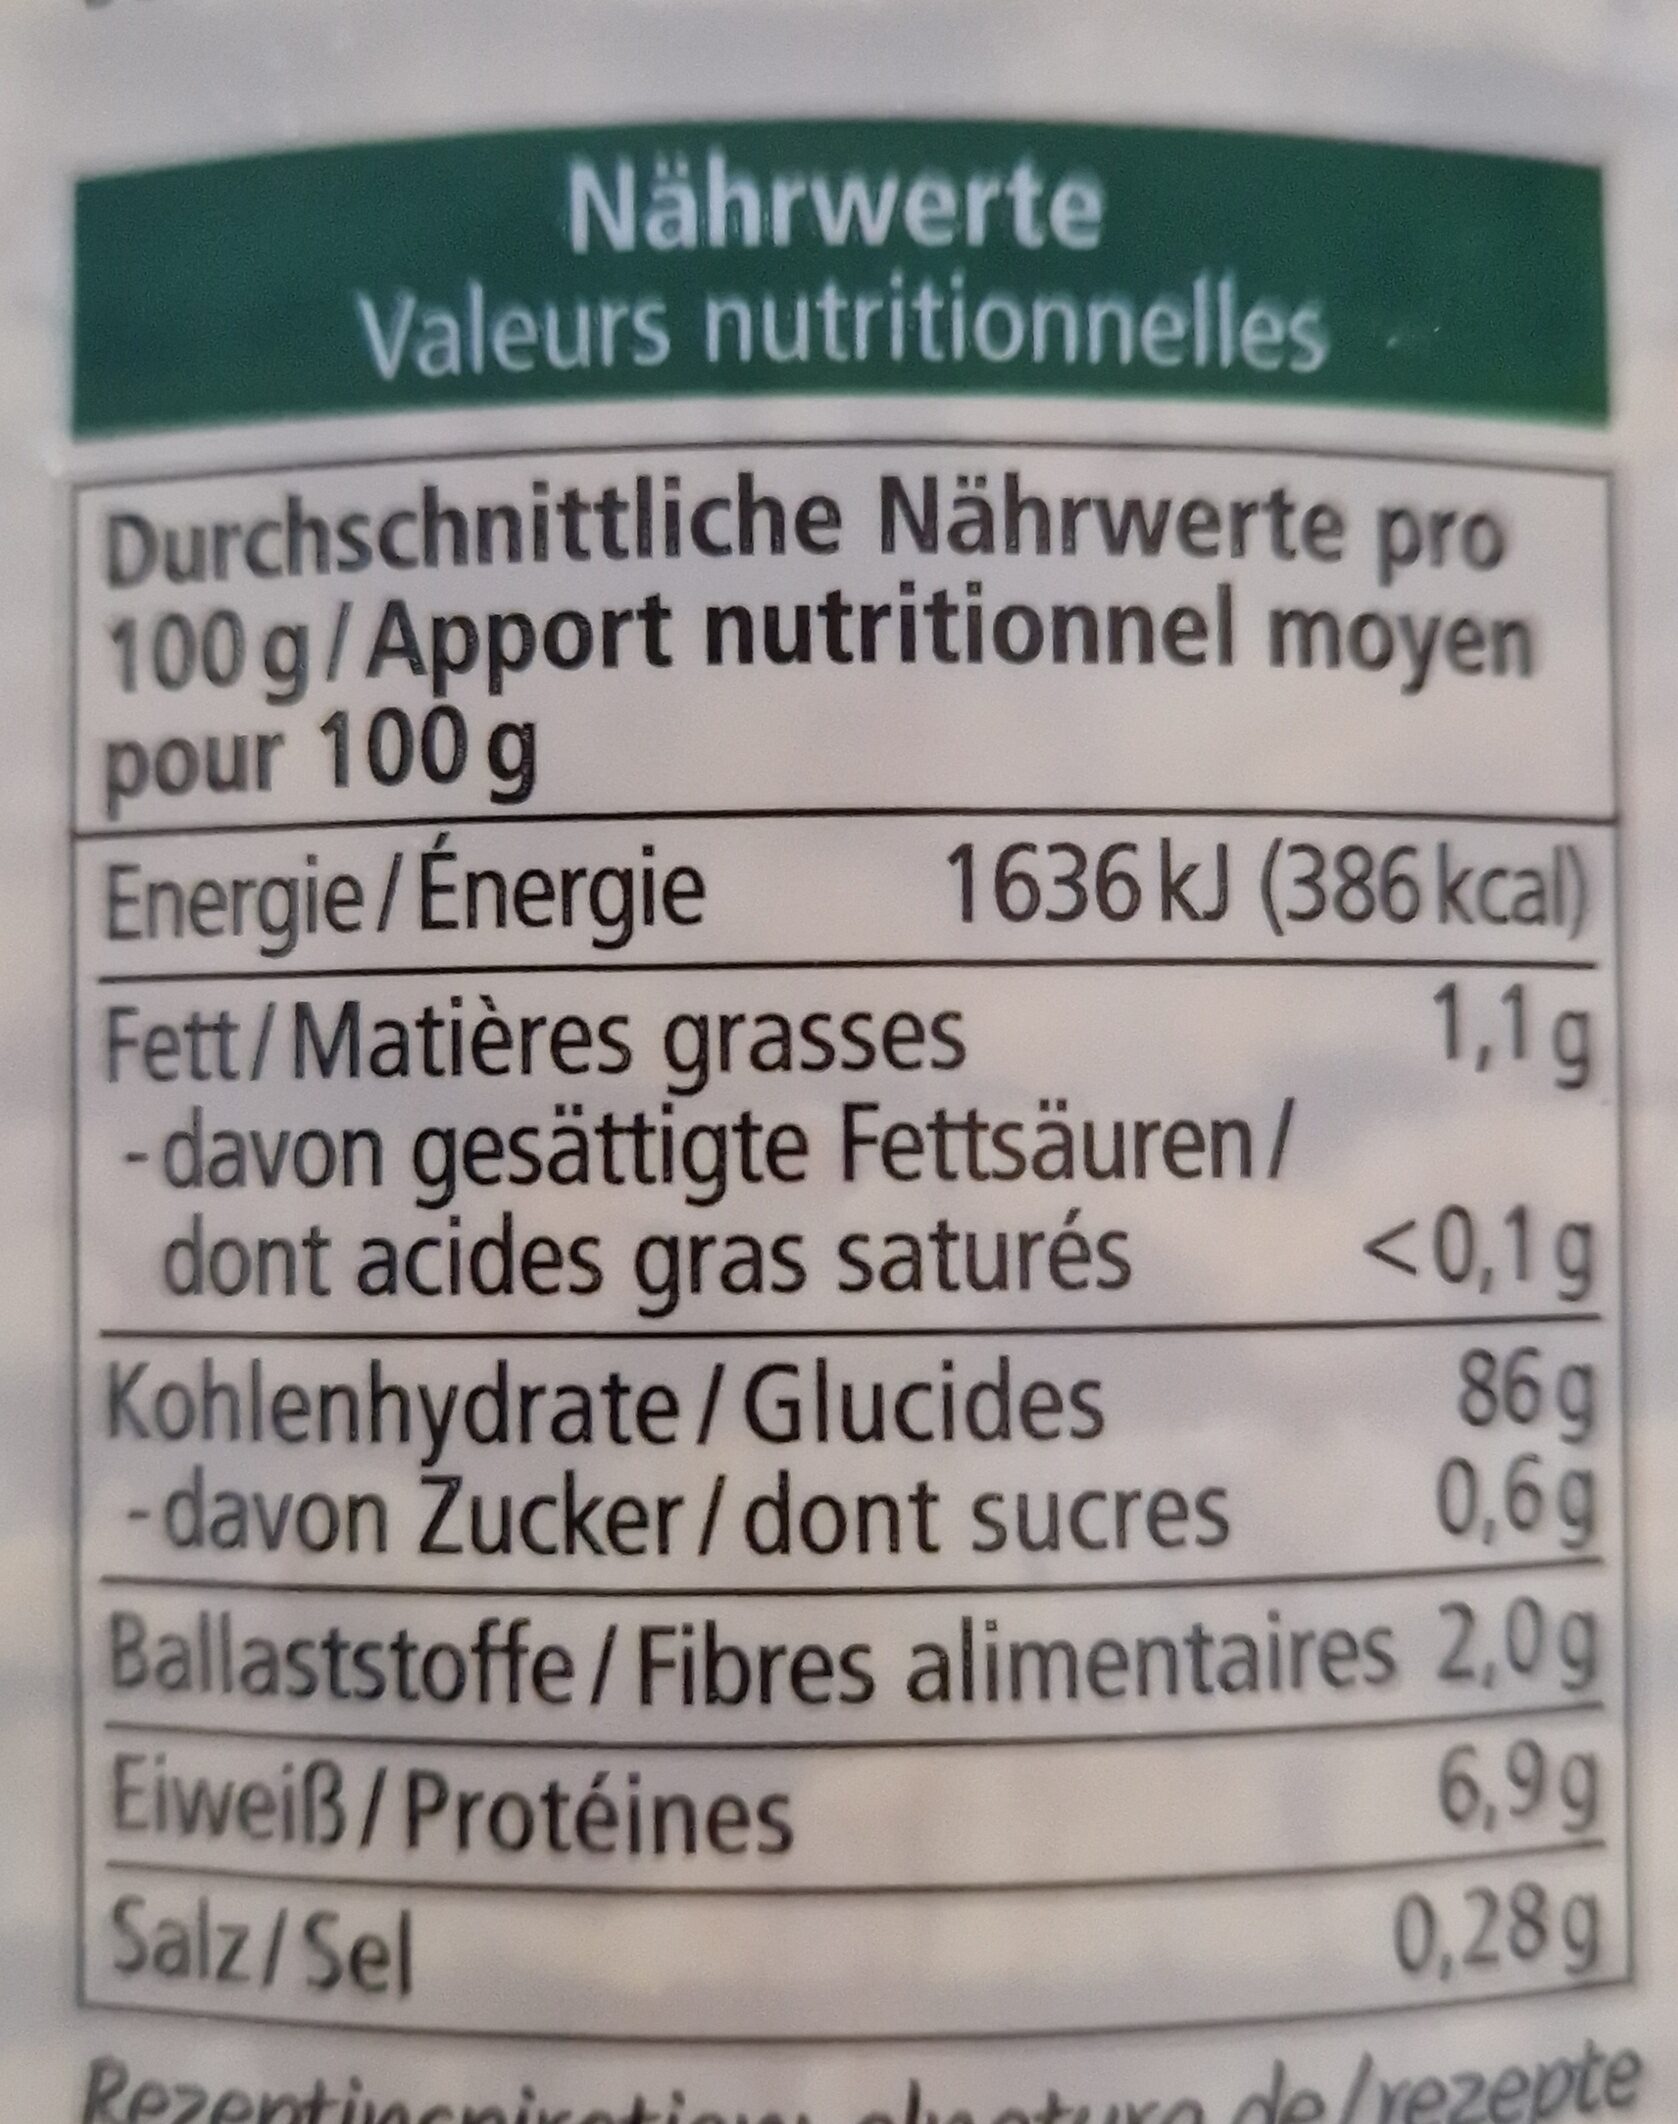 Nährwerte
Valeurs nutritionnelles
Durchschnittliche Nährwerte pro
100 g / Apport nutritionnel moyen
pour 100 g
Energie / Énergie 1636 kJ (386 kcal)
Fett / Matières grasses 1,1 g
- davon gesättigte Fettsäuren /
dont acides gras saturés <0,1 g
Kohlenhydrate / Glucides 86 g
- davon Zucker / dont sucres 0,6 g
Ballaststoffe / Fibres alimentaires 2,0 g
Eiweiß / Protéines 6,9 g
Salz / Sel 0,28 g
de/rezepte